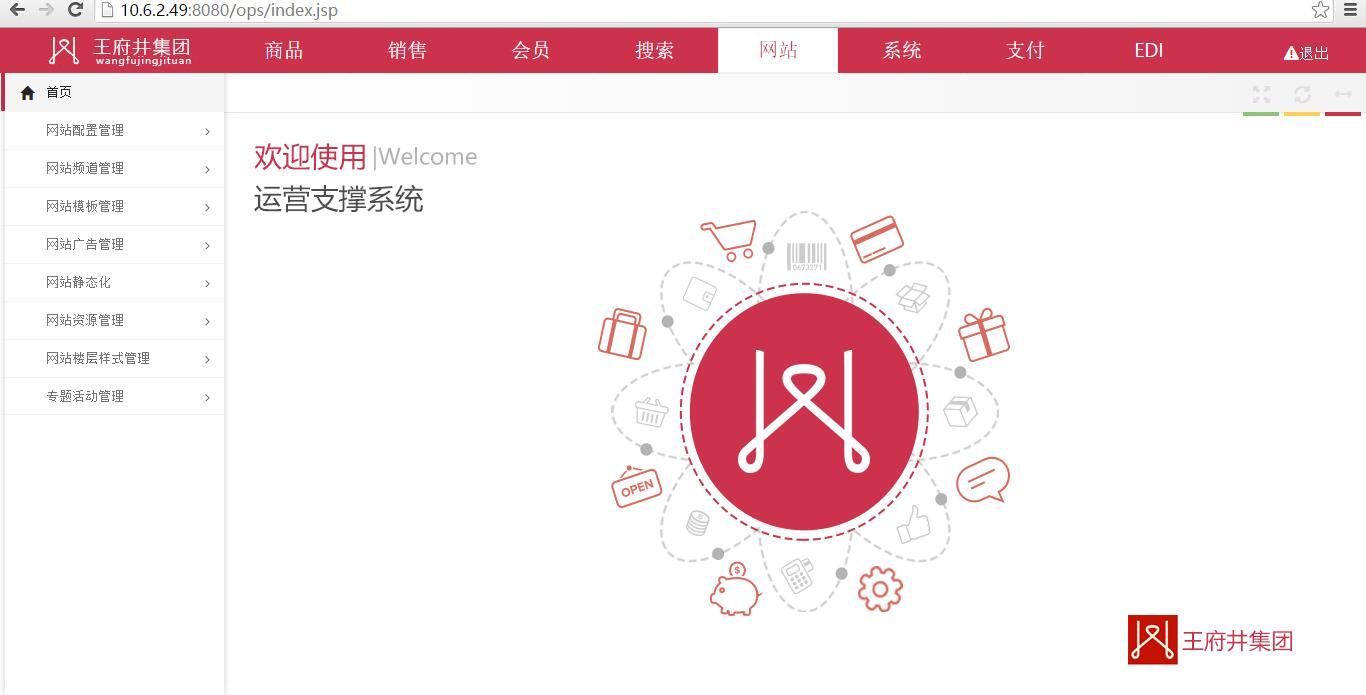 10.6.2.49:8080/ops/index.jsp
王府井集团
wangfujingjituan
商品
销售
会员
搜索
网站
系统
支付
EDI
退出
首页
网站配置管理
网站频道管理
网站模板管理
网站广告管理
网站静态化
网站资源管理
网站楼层样式管理
专题活动管理
欢迎使用 |Welcome
运营支撑系统
0673271
OPEN
$
王府井集团